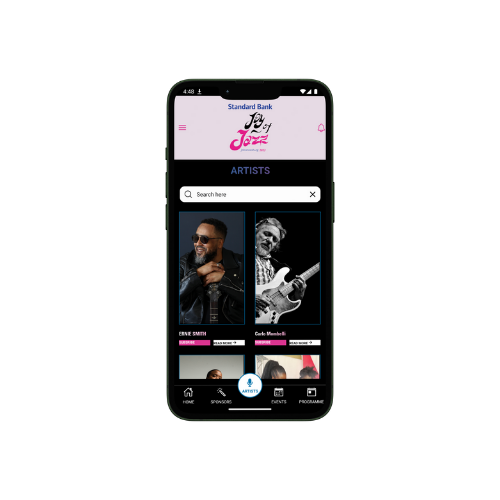 4:48
Standard Bank
Joy of
Jazz
ARTISTS
Search here
ERNIE SMITH
Carlo Mombelli
READ MORE
READ MORE
HOME
SPONSORS
ARTISTS
EVENTS
PROGRAMME